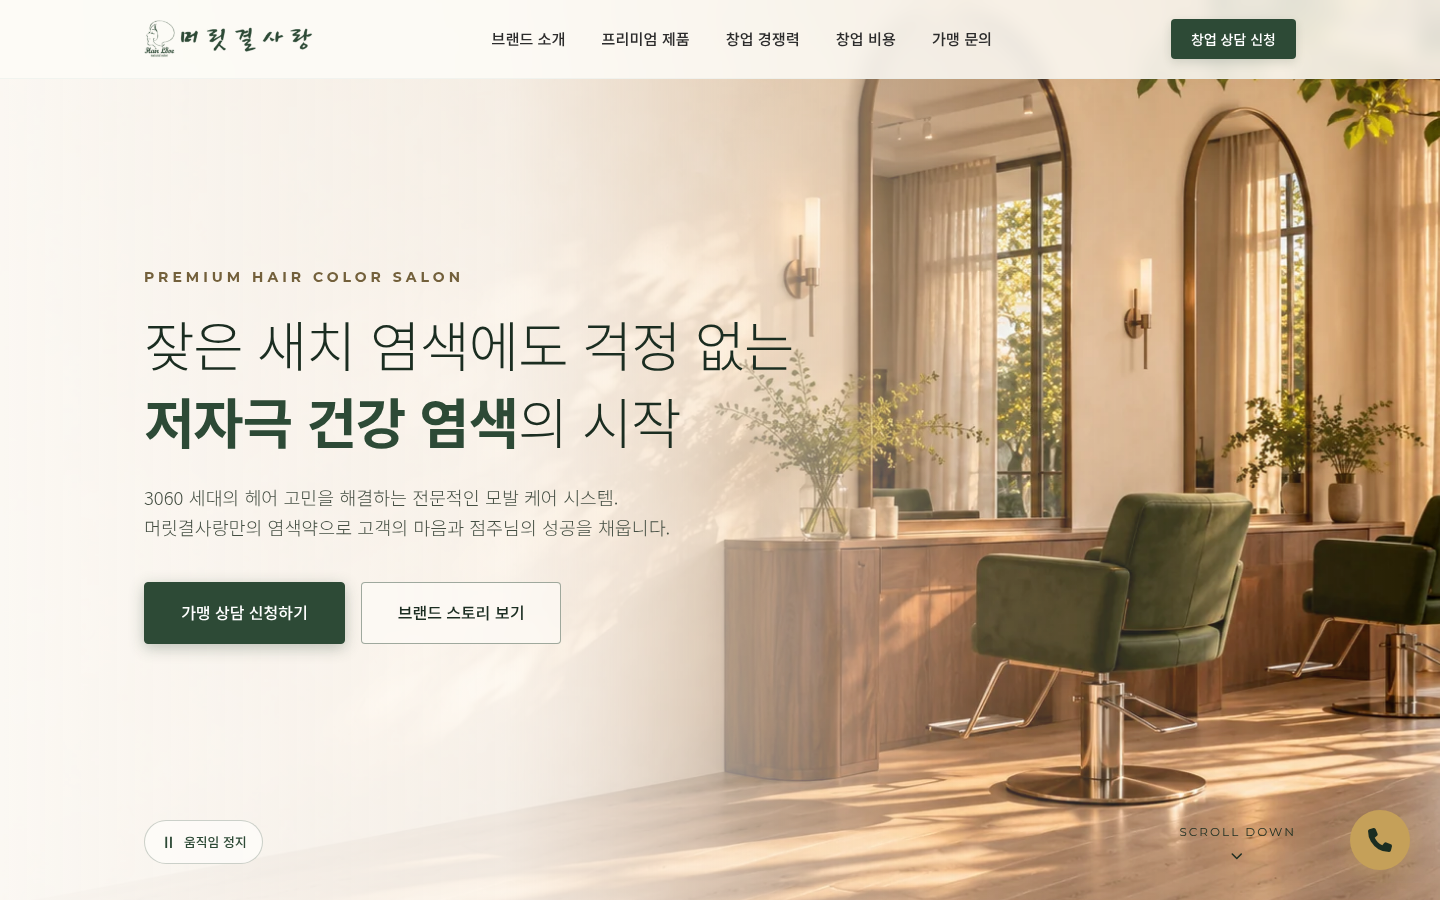 Hair Love
머릿결사랑
브랜드 소개
프리미엄 제품
창업 경쟁력
창업 비용
가맹 문의
창업 상담 신청
PREMIUM HAIR COLOR SALON
잦은 새치 염색에도 걱정 없는
저자극 건강 염색의 시작
3060 세대의 헤어 고민을 해결하는 전문적인 모발 케어 시스템.
머릿결사랑만의 염색약으로 고객의 마음과 점주님의 성공을 채웁니다.
가맹 상담 신청하기
브랜드 스토리 보기
움직임 정지
SCROLL DOWN